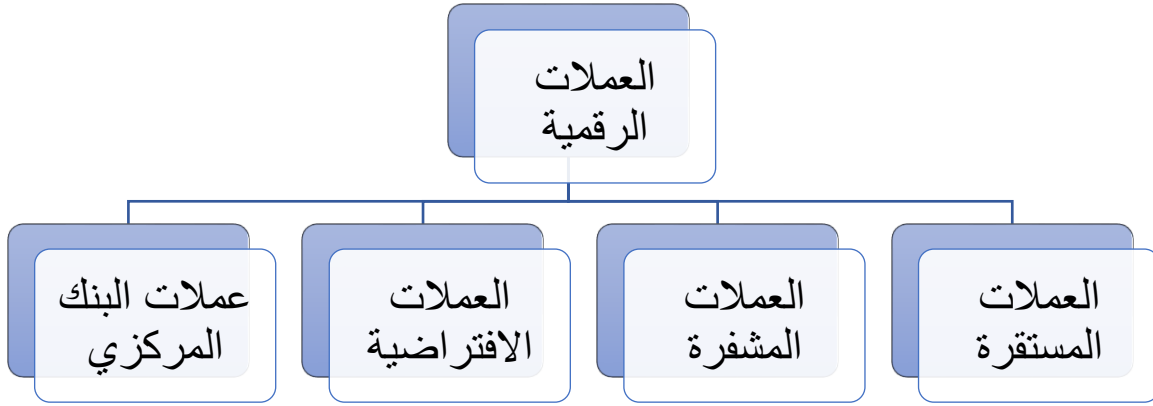 العملات
الرقمية
العملات
المستقرة
العملات
المشفرة
العملات
الافتراضية
عملات البنك
المركزي